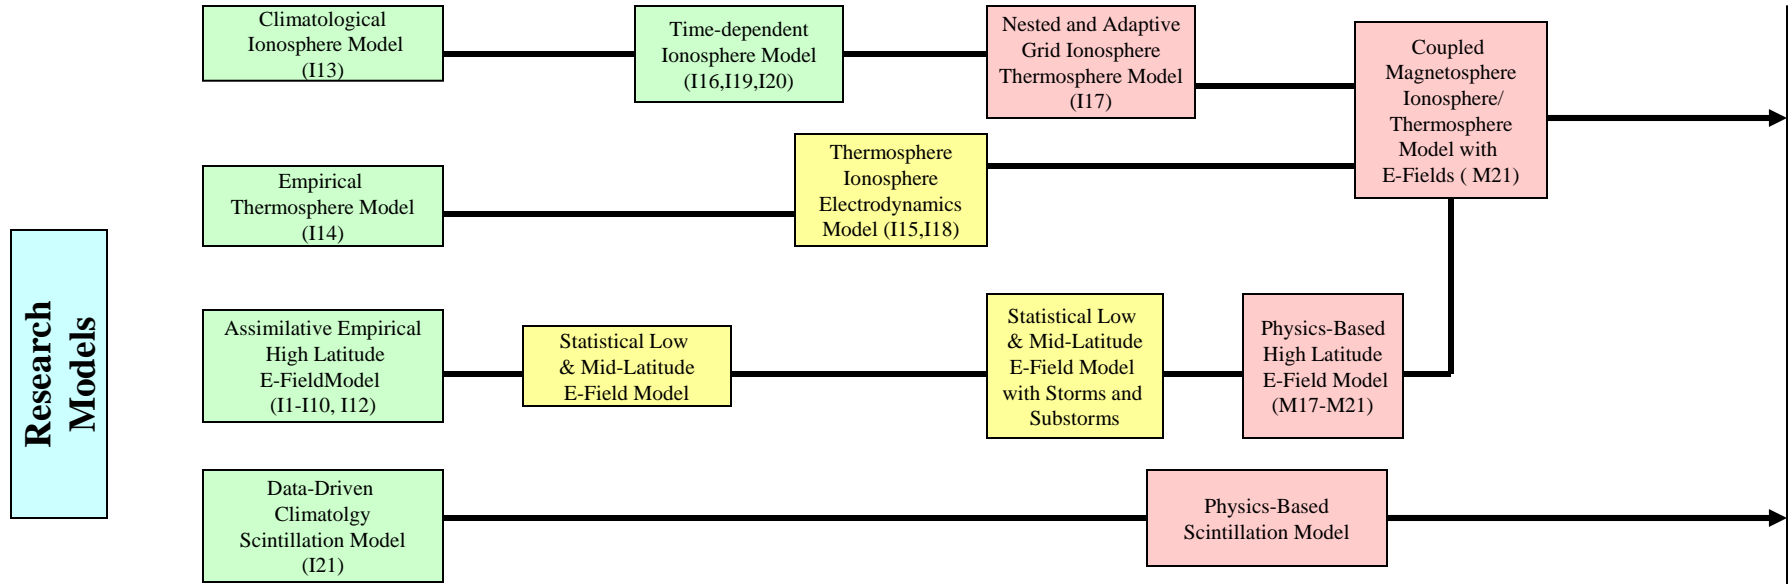 Climatological
Ionosphere Model
(I13)
Time-dependent
Ionosphere Model
(I16,I19,I20)
Nested and Adaptive
Grid Ionosphere
Thermosphere Model
(I17)
Coupled
Magnetosphere
Ionosphere/
Thermosphere
Model with
E-Fields ( M21)
Empirical
Thermosphere Model
(I14)
Thermosphere
Ionosphere
Electrodynamics
Model (I15,I18)
Research
Models
Assimilative Empirical
High Latitude
E-FieldModel
(I1-I10, I12)
Statistical Low
& Mid-Latitude
E-Field Model
Statistical Low
& Mid-Latitude
E-Field Model
with Storms and
Substorms
Physics-Based
High Latitude
E-Field Model
(M17-M21)
Data-Driven
Climatolgy
Scintillation Model
(I21)
Physics-Based
Scintillation Model